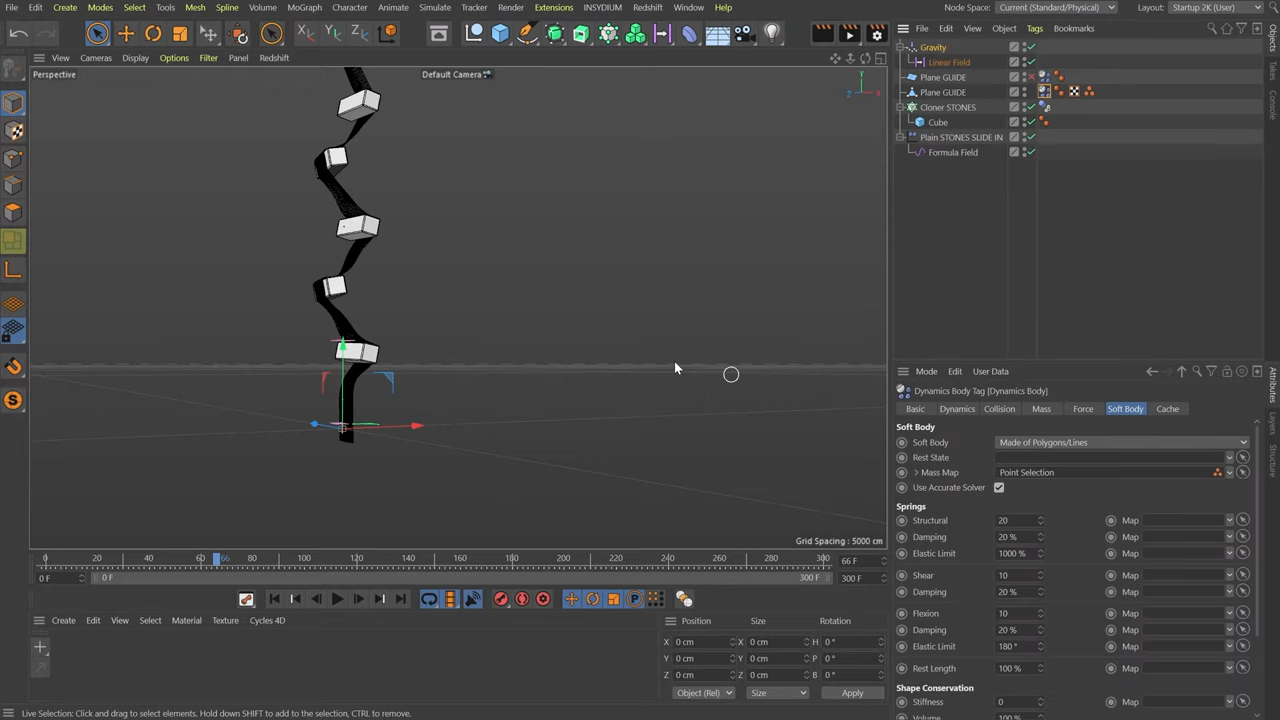 File Edit Create Modes Select Tools Mesh Spline Volume MoGraph Character Animate Simulate Tracker Render Extensions INSYDIUM Redshift Window Help Node Space: Current (Standard/Physical) Layout: Startup 2K (User)
X Y Z
View Cameras Display Options Filter Panel Redshift
Perspective
Default Camera
Y
Z X
Grid Spacing : 5000 cm
0 20 40 60 66 80 100 120 140 160 180 200 220 240 260 280 300 66 F
0 F 0 F 300 F 300 F
Create Edit View Select Material Texture Cycles 4D
Position Size Rotation
X 0 cm X 0 cm H 0 °
Y 0 cm Y 0 cm P 0 °
Z 0 cm Z 0 cm B 0 °
Object (Rel) Size Apply
Live Selection: Click and drag to select elements. Hold down SHIFT to add to the selection, CTRL to remove.
File Edit View Object Tags Bookmarks
Gravity
Linear Field
Plane GUIDE
Plane GUIDE
Cloner STONES
Cube
Plain STONES SLIDE IN
Formula Field
Objects
Takes
Console
Mode Edit User Data
Dynamics Body Tag [Dynamics Body]
Basic Dynamics Collision Mass Force Soft Body Cache
Soft Body
Soft Body Made of Polygons/Lines
Rest State
Mass Map Point Selection
Use Accurate Solver
Springs
Structural 20 Map
Damping 20 % Map
Elastic Limit 1000 % Map
Shear 10 Map
Damping 20 % Map
Flexion 10 Map
Damping 20 % Map
Elastic Limit 180 ° Map
Rest Length 100 % Map
Shape Conservation
Stiffness 0 Map
Volume 100 % Map
Attributes
Layers
Structure